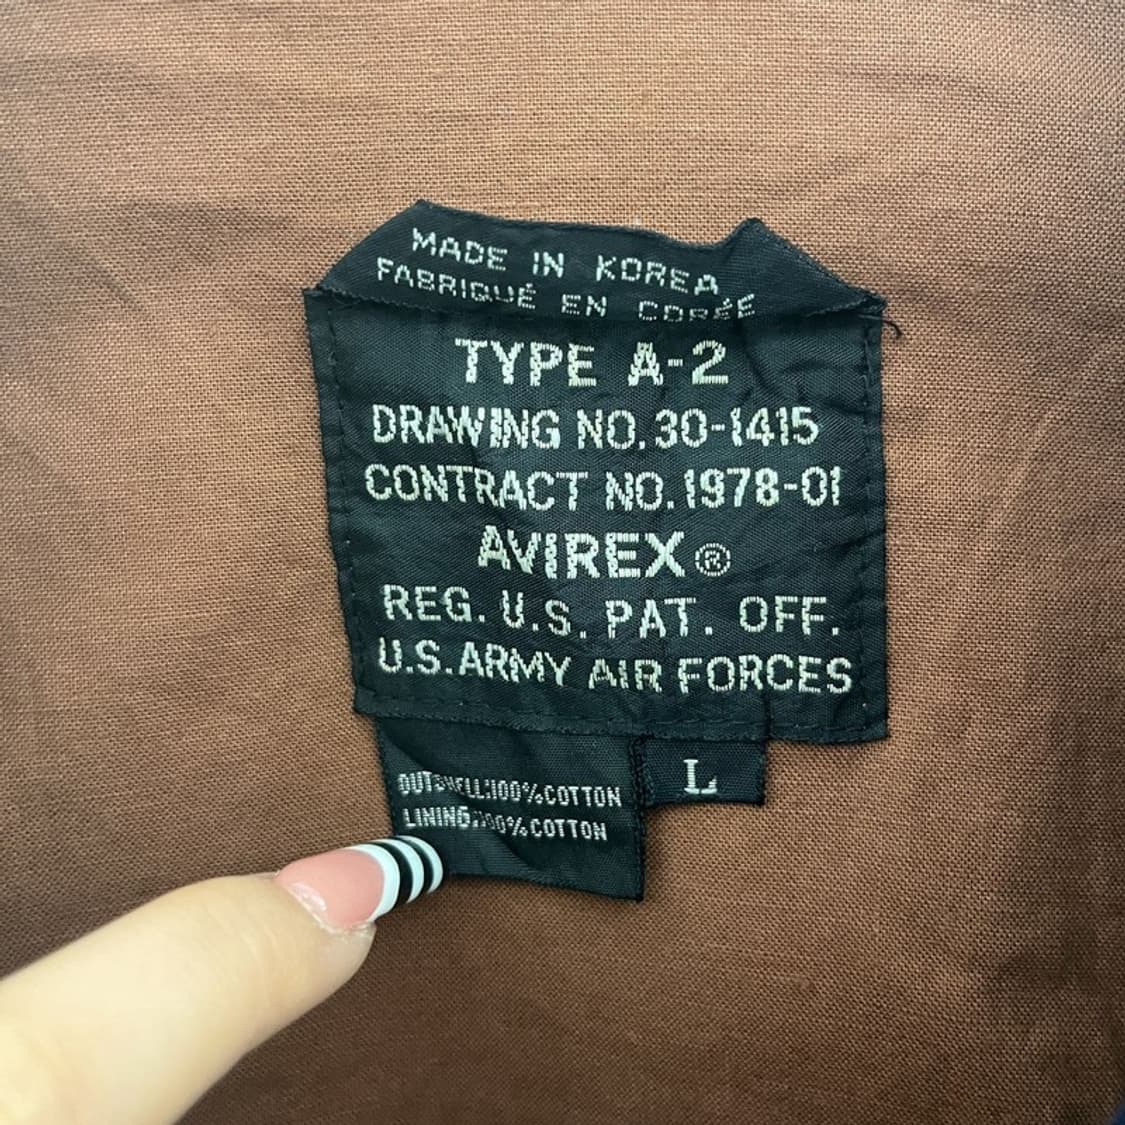 MADE IN KOREA
FABRIQUÉ EN CORÉE
TYPE A-2
DRAWING NO.30-1415
CONTRACT NO.1978-01
AVIREX®
REG. U.S. PAT. OFF.
U.S.ARMY AIR FORCES
L
OUTSHELL:100%COTTON
LINING:100%COTTON